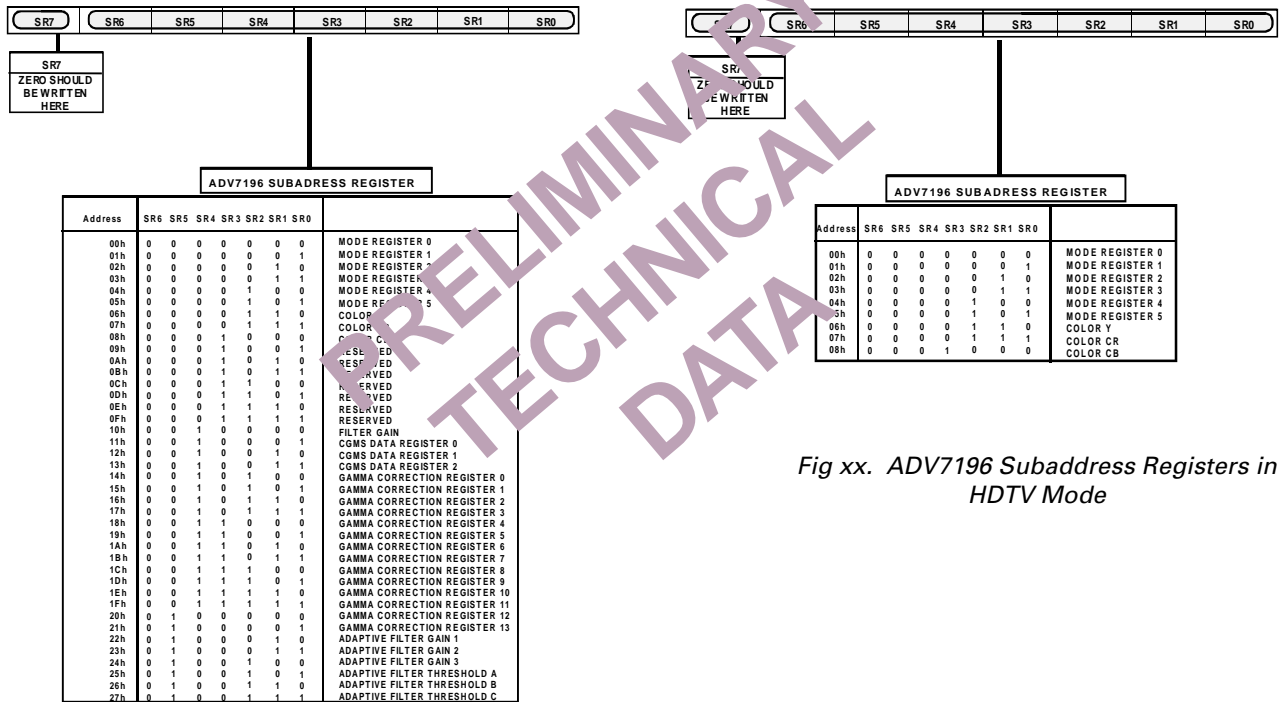 SR7 SR6 SR5 SR4 SR3 SR2 SR1 SR0
SR7
ZERO SHOULD
BE WRITTEN
HERE
ADV7196 SUBADRESS REGISTER
Address SR6 SR5 SR4 SR3 SR2 SR1 SR0
00h 0 0 0 0 0 0 0 MODE REGISTER 0
01h 0 0 0 0 0 0 1 MODE REGISTER 1
02h 0 0 0 0 0 1 0 MODE REGISTER 2
03h 0 0 0 0 0 1 1 MODE REGISTER
04h 0 0 0 0 1 0 0 MODE REGISTER 4
05h 0 0 0 0 1 0 1 MODE REGISTER 5
06h 0 0 0 0 1 1 0 COLOR
07h 0 0 0 0 1 1 1 COLOR
08h 0 0 0 1 0 0 0 COLOR
09h 0 0 0 1 0 0 1 RESERVED
0Ah 0 0 0 1 0 1 0 RESERVED
0Bh 0 0 0 1 0 1 1 RESERVED
0Ch 0 0 0 1 1 0 0 RESERVED
0Dh 0 0 0 1 1 0 1 RESERVED
0Eh 0 0 0 1 1 1 0 RESERVED
0Fh 0 0 0 1 1 1 1 RESERVED
10h 0 0 1 0 0 0 0 FILTER GAIN
11h 0 0 1 0 0 0 1 CGMS DATA REGISTER 0
12h 0 0 1 0 0 1 0 CGMS DATA REGISTER 1
13h 0 0 1 0 0 1 1 CGMS DATA REGISTER 2
14h 0 0 1 0 1 0 0 GAMMA CORRECTION REGISTER 0
15h 0 0 1 0 1 0 1 GAMMA CORRECTION REGISTER 1
16h 0 0 1 0 1 1 0 GAMMA CORRECTION REGISTER 2
17h 0 0 1 0 1 1 1 GAMMA CORRECTION REGISTER 3
18h 0 0 1 1 0 0 0 GAMMA CORRECTION REGISTER 4
19h 0 0 1 1 0 0 1 GAMMA CORRECTION REGISTER 5
1Ah 0 0 1 1 0 1 0 GAMMA CORRECTION REGISTER 6
1Bh 0 0 1 1 0 1 1 GAMMA CORRECTION REGISTER 7
1Ch 0 0 1 1 1 0 0 GAMMA CORRECTION REGISTER 8
1Dh 0 0 1 1 1 0 1 GAMMA CORRECTION REGISTER 9
1Eh 0 0 1 1 1 1 0 GAMMA CORRECTION REGISTER 10
1Fh 0 0 1 1 1 1 1 GAMMA CORRECTION REGISTER 11
20h 0 1 0 0 0 0 0 GAMMA CORRECTION REGISTER 12
21h 0 1 0 0 0 0 1 GAMMA CORRECTION REGISTER 13
22h 0 1 0 0 0 1 0 ADAPTIVE FILTER GAIN 1
23h 0 1 0 0 0 1 1 ADAPTIVE FILTER GAIN 2
24h 0 1 0 0 1 0 0 ADAPTIVE FILTER GAIN 3
25h 0 1 0 0 1 0 1 ADAPTIVE FILTER THRESHOLD A
26h 0 1 0 0 1 1 0 ADAPTIVE FILTER THRESHOLD B
27h 0 1 0 0 1 1 1 ADAPTIVE FILTER THRESHOLD C
PRELIMINARY
TECHNICAL
DATA
SR7 SR6 SR5 SR4 SR3 SR2 SR1 SR0
SR7
ZERO SHOULD
BE WRITTEN
HERE
ADV7196 SUBADRESS REGISTER
Address SR6 SR5 SR4 SR3 SR2 SR1 SR0
00h 0 0 0 0 0 0 0 MODE REGISTER 0
01h 0 0 0 0 0 0 1 MODE REGISTER 1
02h 0 0 0 0 0 1 0 MODE REGISTER 2
03h 0 0 0 0 0 1 1 MODE REGISTER 3
04h 0 0 0 0 1 0 0 MODE REGISTER 4
05h 0 0 0 0 1 0 1 MODE REGISTER 5
06h 0 0 0 0 1 1 0 COLOR Y
07h 0 0 0 0 1 1 1 COLOR CR
08h 0 0 0 1 0 0 0 COLOR CB
Fig xx. ADV7196 Subaddress Registers in
HDTV Mode